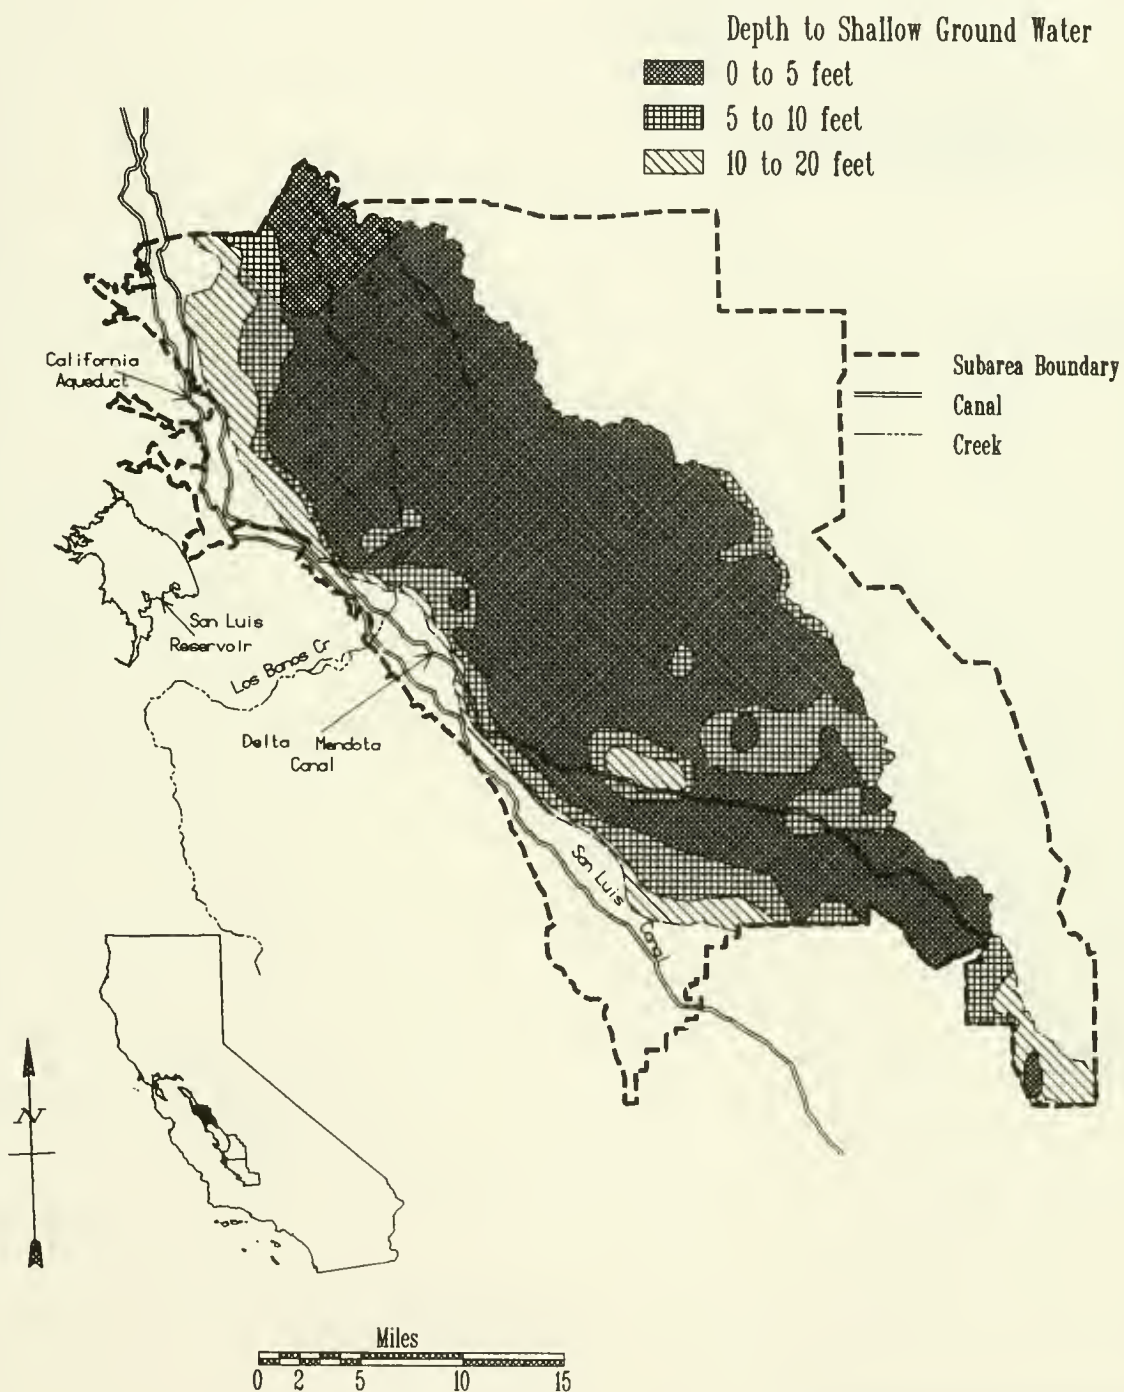 Depth to Shallow Ground Water
0 to 5 feet
5 to 10 feet
10 to 20 feet
California
Aqueduct
Subarea Boundary
Canal
Creek
San Luis
Reservoir
Los Banos Cr
Delta Mendota
Canal
San Luis
Canal
N
Miles
0 2 5 10 15